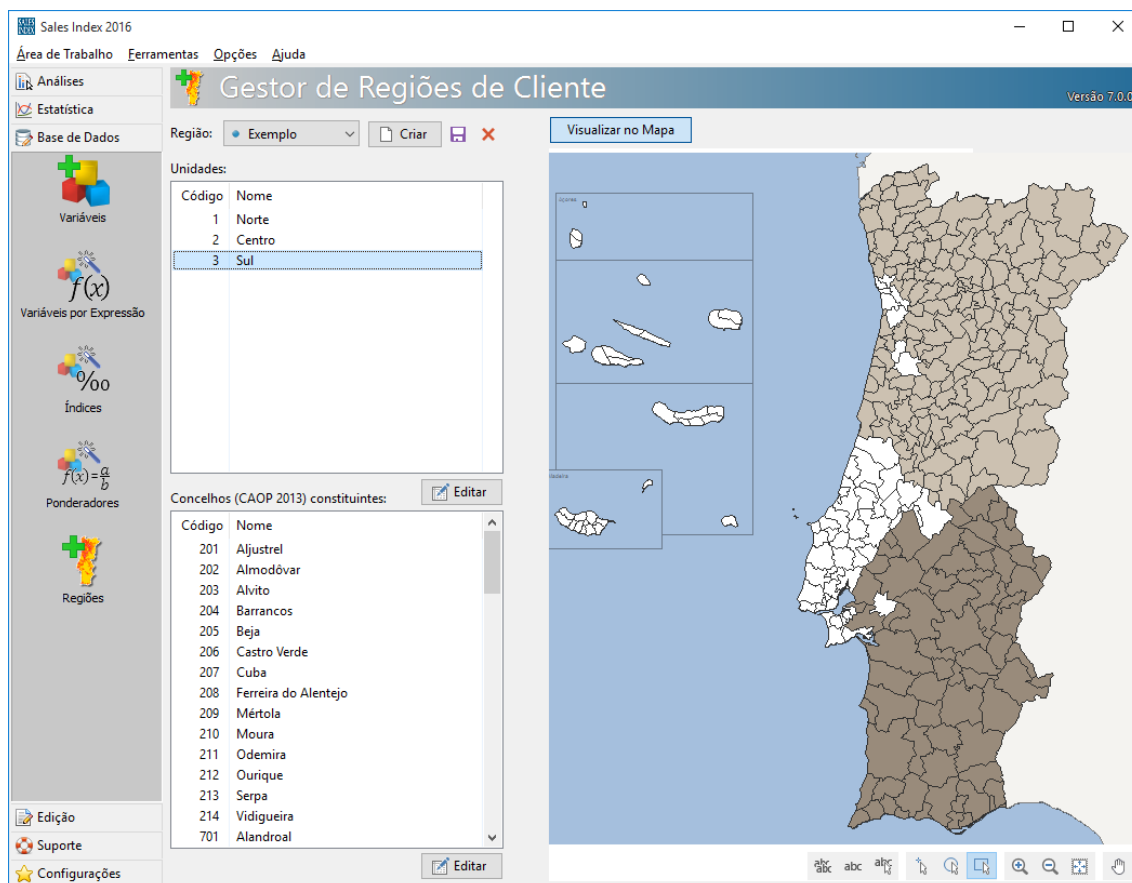 SALES INDEX Sales Index 2016
Área de Trabalho Ferramentas Opções Ajuda
Análises
Estatística
Base de Dados
Variáveis
f(x)
Variáveis por Expressão
%00
Índices
f(x)=a/b
Ponderadores
Regiões
Edição
Suporte
Configurações
Gestor de Regiões de Cliente
Versão 7.0.0
Região: Exemplo Criar
Unidades:
Código Nome
1 Norte
2 Centro
3 Sul
Editar
Concelhos (CAOP 2013) constituintes:
Código Nome
201 Aljustrel
202 Almodôvar
203 Alvito
204 Barrancos
205 Beja
206 Castro Verde
207 Cuba
208 Ferreira do Alentejo
209 Mértola
210 Moura
211 Odemira
212 Ourique
213 Serpa
214 Vidigueira
701 Alandroal
Editar
Visualizar no Mapa
abc abc abc abc